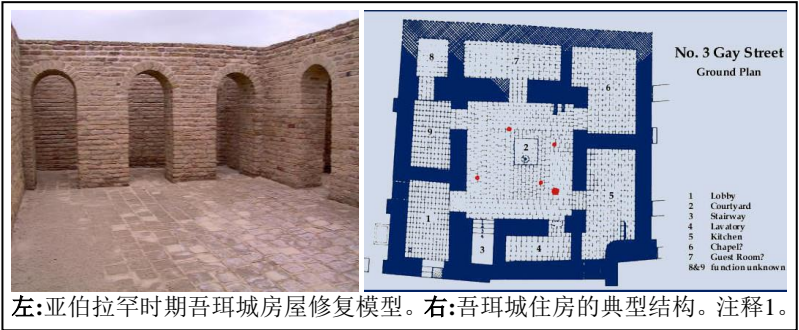 No. 3 Gay Street
Ground Plan
8
7
6
9
2
5
1
3
4
1 Lobby
2 Courtyard
3 Stairway
4 Lavatory
5 Kitchen
6 Chapel?
7 Guest Room?
8&9 function unknown
左:亚伯拉罕时期吾珥城房屋修复模型。右:吾珥城住房的典型结构。注释1。